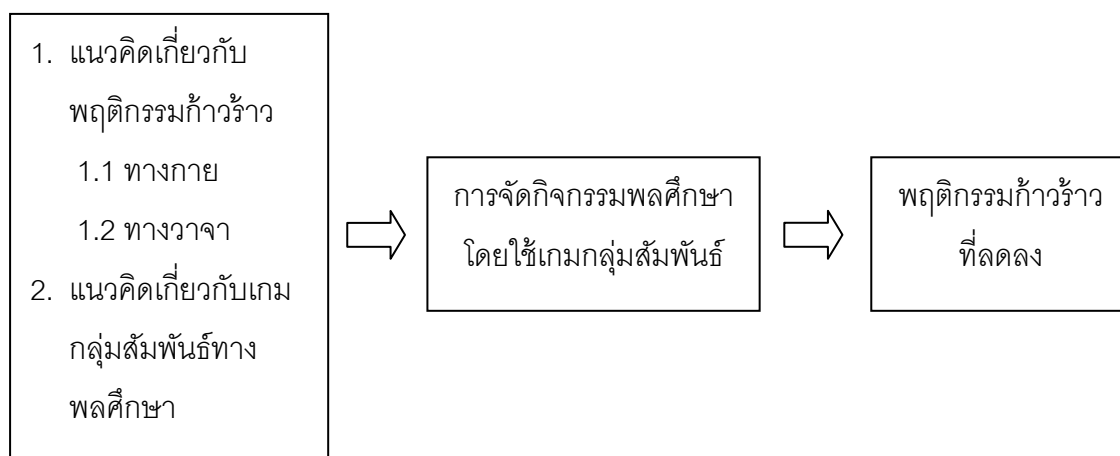 1. แนวคิดเกี่ยวกับ
พฤติกรรมก้าวร้าว
1.1 ทางกาย
1.2 ทางวาจา
2. แนวคิดเกี่ยวกับเกม
กลุ่มสัมพันธ์ทาง
พลศึกษา
การจัดกิจกรรมพลศึกษา
โดยใช้เกมกลุ่มสัมพันธ์
พฤติกรรมก้าวร้าว
ที่ลดลง